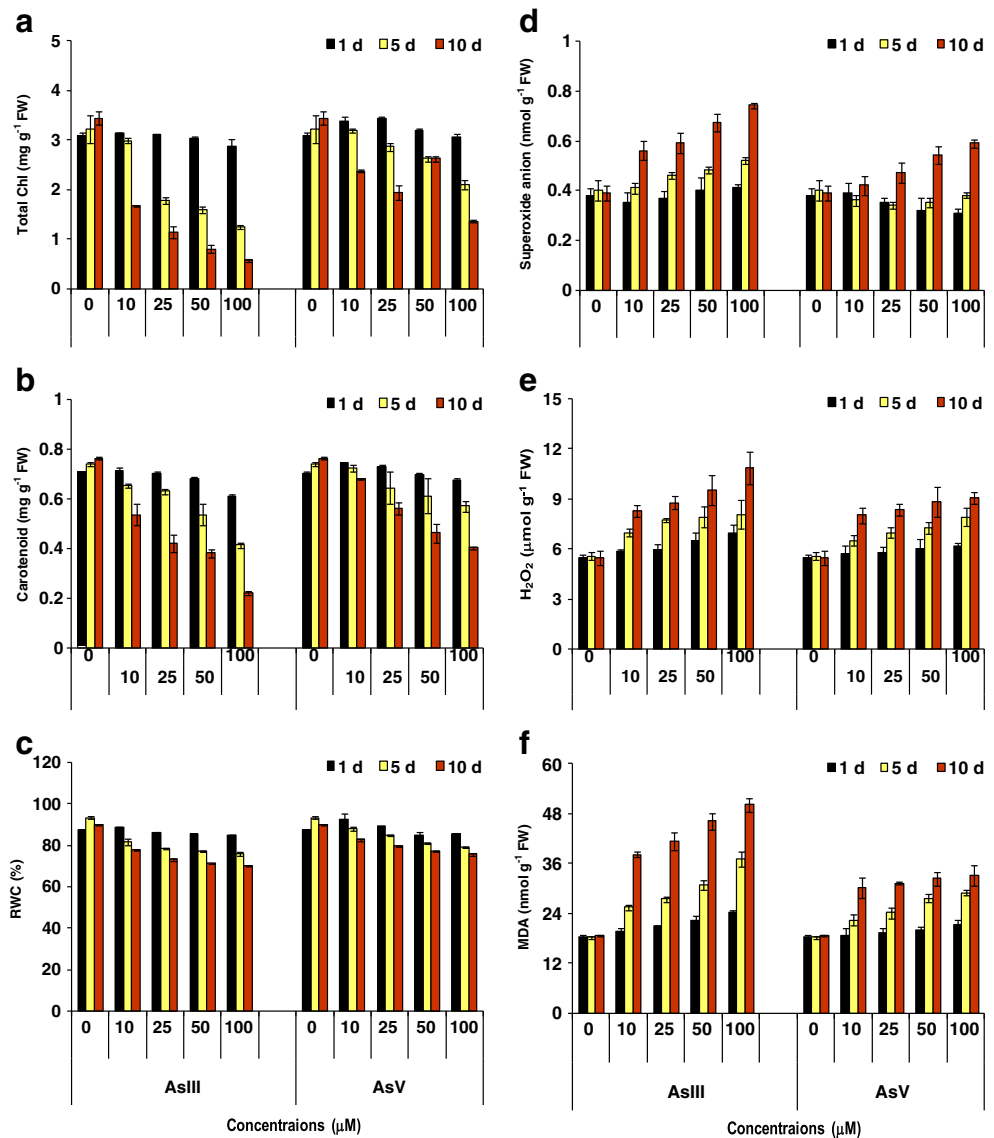 a
1 d 5 d 10 d
Total Chl (mg g-1 FW)
5
4
3
2
1
0
0 10 25 50 100 0 10 25 50 100
b
1 d 5 d 10 d
Carotenoid (mg g-1 FW)
1
0.8
0.6
0.4
0.2
0
0 10 25 50 100 0 10 25 50 100
c
1 d 5 d 10 d
RWC (%)
120
100
80
60
40
20
0
0 10 25 50 100 0 10 25 50 100
AsIII AsV
Concentraions (μM)
d
1 d 5 d 10 d
Superoxide anion (nmol g-1 FW)
1
0.8
0.6
0.4
0.2
0
0 10 25 50 100 0 10 25 50 100
e
1 d 5 d 10 d
H2O2 (μmol g-1 FW)
15
12
9
6
3
0
0 10 25 50 100 0 10 25 50 100
f
1 d 5 d 10 d
MDA (nmol g-1 FW)
60
48
36
24
12
0
0 10 25 50 100 0 10 25 50 100
AsIII AsV
Concentraions (μM)